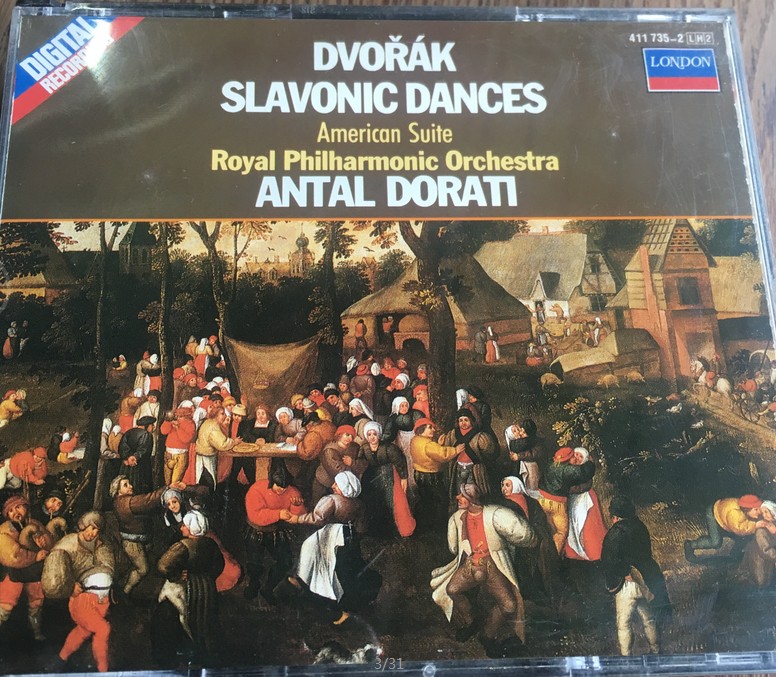 DIGITAL
RECORDING
411 735-2 LH2
LONDON
DVOŘÁK
SLAVONIC DANCES
American Suite
Royal Philharmonic Orchestra
ANTAL DORATI
3/31